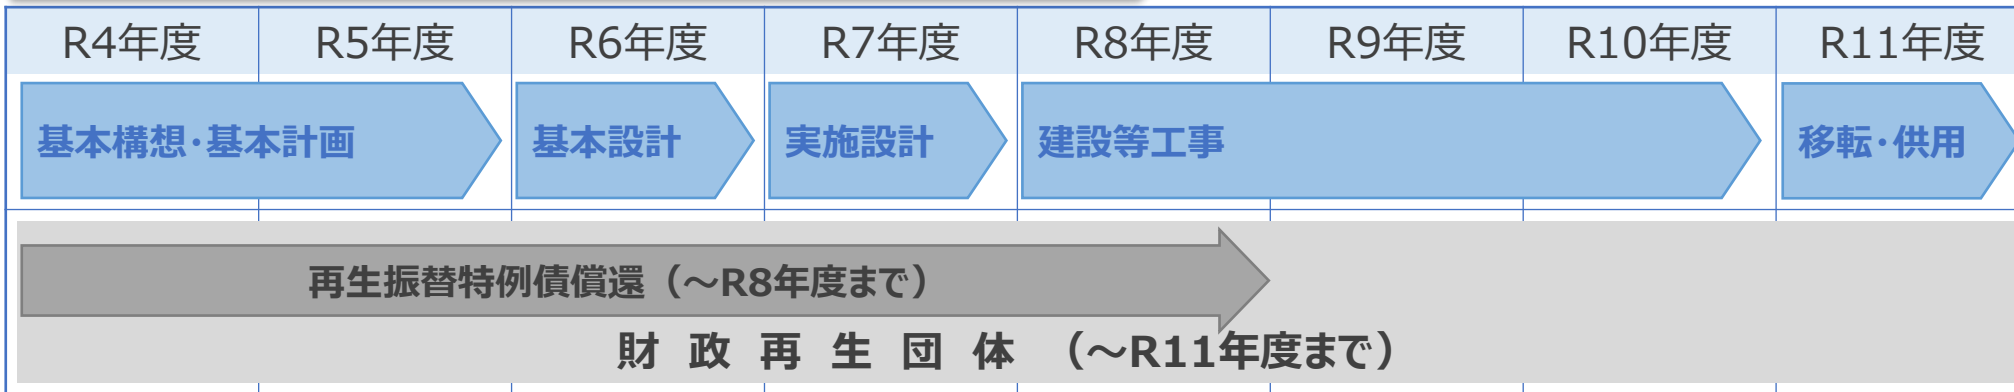 R4年度 R5年度 R6年度 R7年度 R8年度 R9年度 R10年度 R11年度
基本構想・基本計画 基本設計 実施設計 建設等工事 移転・供用
再生振替特例債償還（～R8年度まで）
財政再生団体（～R11年度まで）